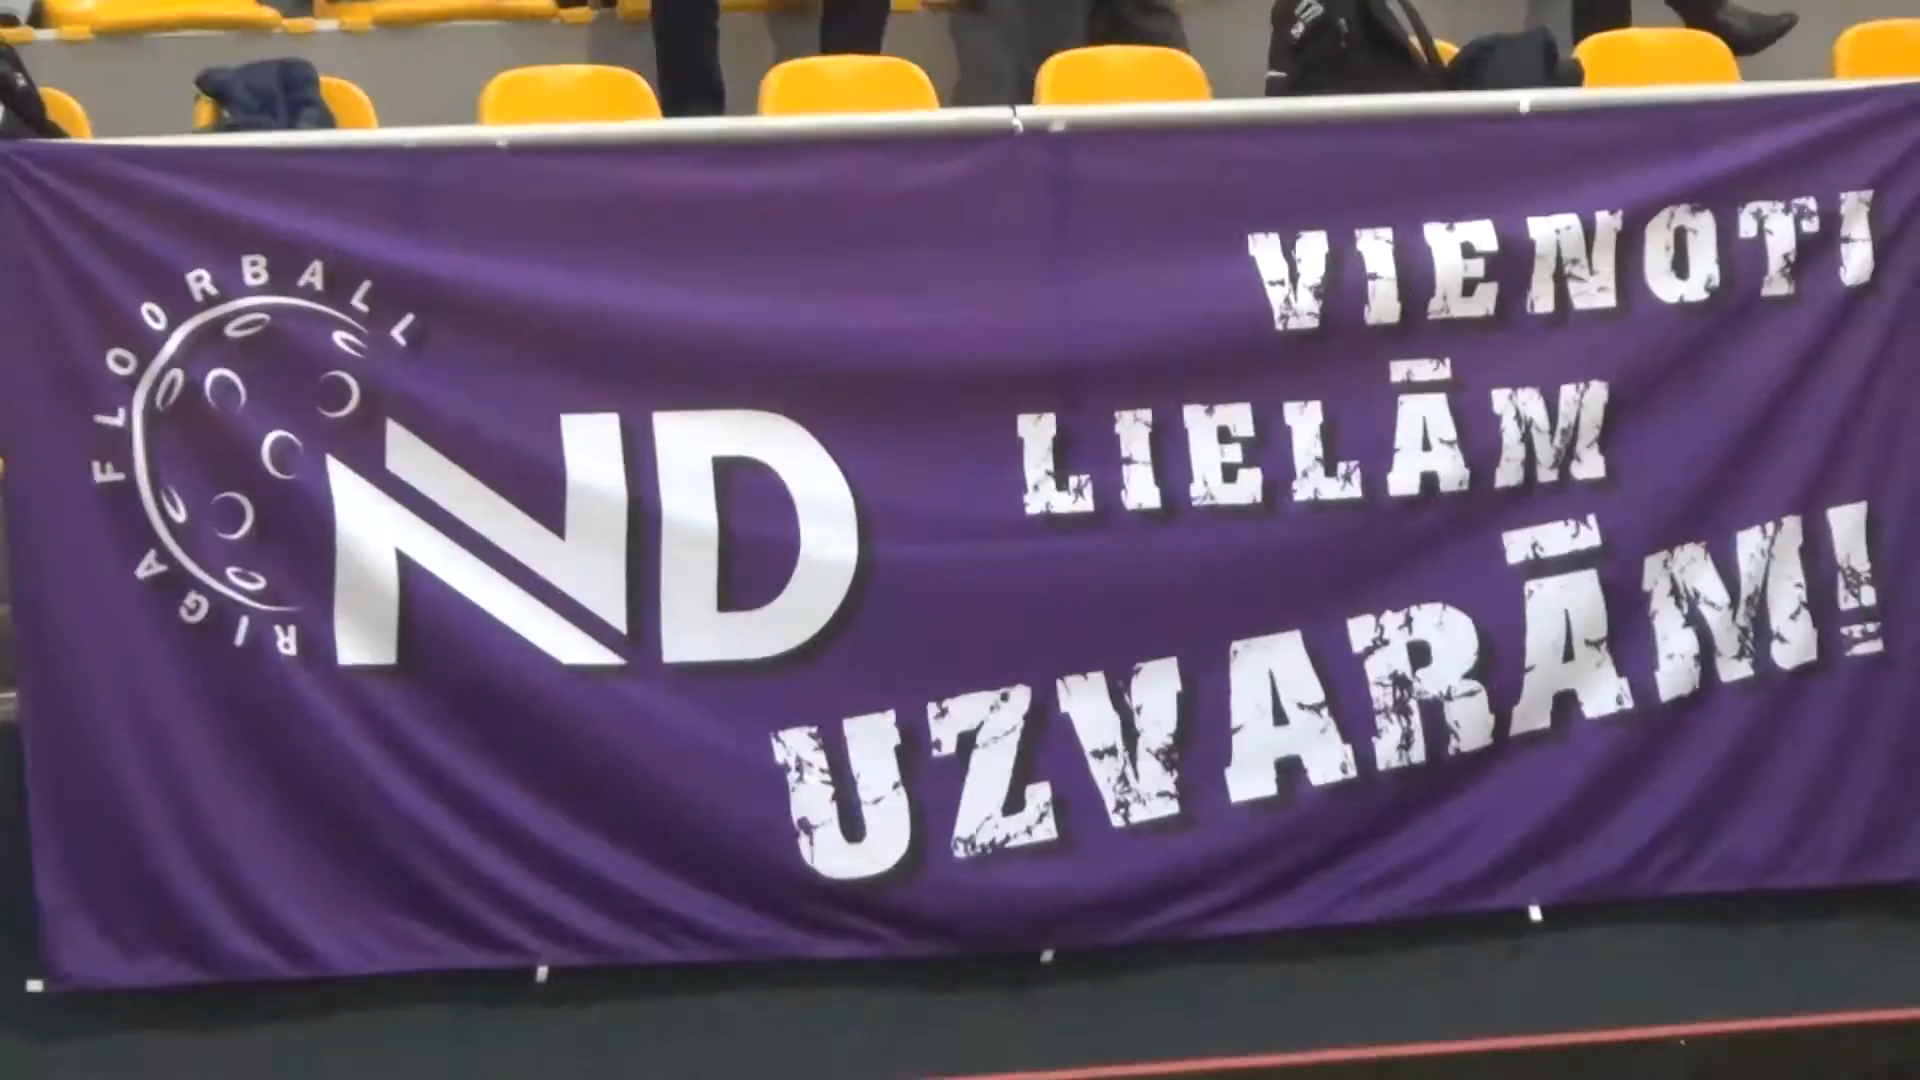 RIGA FLOORBALL
ND
VIENOTI
LIELĀM
UZVARĀM!